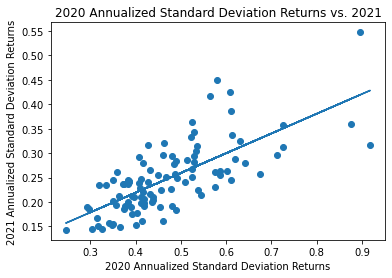 2020 Annualized Standard Deviation Returns vs. 2021
0.55
0.50
0.45
0.40
0.35
0.30
0.25
0.20
0.15
2021 Annualized Standard Deviation Returns
0.3 0.4 0.5 0.6 0.7 0.8 0.9
2020 Annualized Standard Deviation Returns